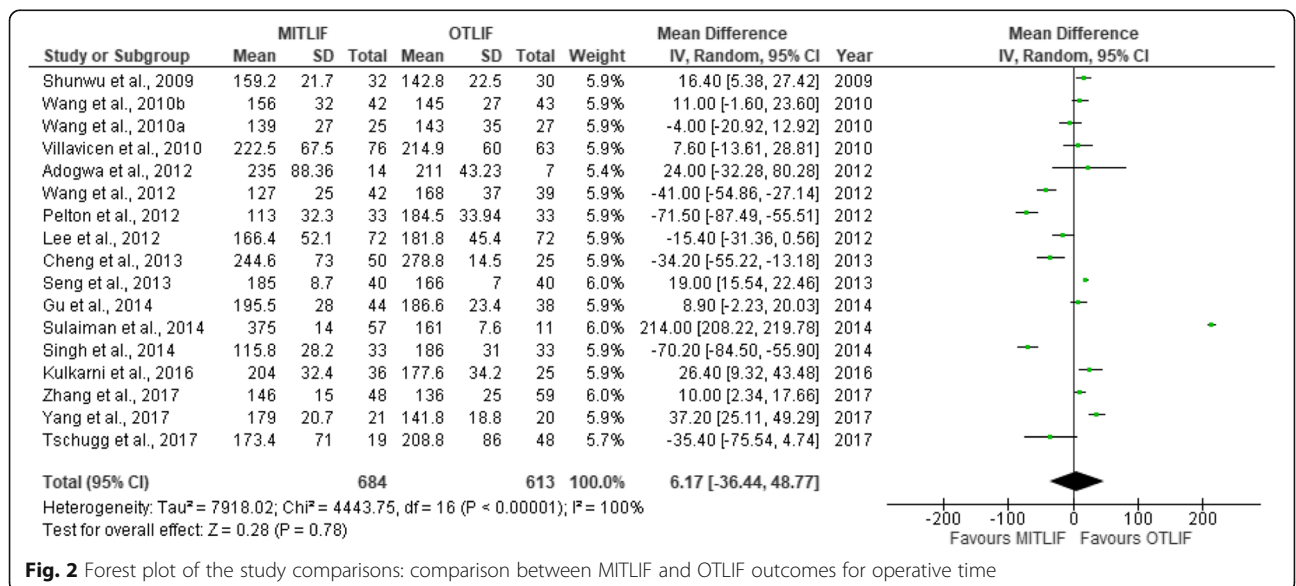 MITLIF OTLIF Mean Difference Mean Difference
Study or Subgroup Mean SD Total Mean SD Total Weight IV, Random, 95% CI Year IV, Random, 95% CI
Shunwu et al., 2009 159.2 21.7 32 142.8 22.5 30 5.9% 16.40 [5.38, 27.42] 2009
Wang et al., 2010b 156 32 42 145 27 43 5.9% 11.00 [-1.60, 23.60] 2010
Wang et al., 2010a 139 27 25 143 35 27 5.9% -4.00 [-20.92, 12.92] 2010
Villavicen et al., 2010 222.5 67.5 76 214.9 60 63 5.9% 7.60 [-13.61, 28.81] 2010
Adogwa et al., 2012 235 88.36 14 211 43.23 7 5.4% 24.00 [-32.28, 80.28] 2012
Wang et al., 2012 127 25 42 168 37 39 5.9% -41.00 [-54.86, -27.14] 2012
Pelton et al., 2012 113 32.3 33 184.5 33.94 33 5.9% -71.50 [-87.49, -55.51] 2012
Lee et al., 2012 166.4 52.1 72 181.8 45.4 72 5.9% -15.40 [-31.36, 0.56] 2012
Cheng et al., 2013 244.6 73 50 278.8 14.5 25 5.9% -34.20 [-55.22, -13.18] 2013
Seng et al., 2013 185 8.7 40 166 7 40 6.0% 19.00 [15.54, 22.46] 2013
Gu et al., 2014 195.5 28 44 186.6 23.4 38 5.9% 8.90 [-2.23, 20.03] 2014
Sulaiman et al., 2014 375 14 57 161 7.6 11 6.0% 214.00 [208.22, 219.78] 2014
Singh et al., 2014 115.8 28.2 33 186 31 33 5.9% -70.20 [-84.50, -55.90] 2014
Kulkarni et al., 2016 204 32.4 36 177.6 34.2 25 5.9% 26.40 [9.32, 43.48] 2016
Zhang et al., 2017 146 15 48 136 25 59 6.0% 10.00 [2.34, 17.66] 2017
Yang et al., 2017 179 20.7 21 141.8 18.8 20 5.9% 37.20 [25.11, 49.29] 2017
Tschugg et al., 2017 173.4 71 19 208.8 86 48 5.7% -35.40 [-75.54, 4.74] 2017
Total (95% CI) 684 613 100.0% 6.17 [-36.44, 48.77]
Heterogeneity: Tau² = 7918.02; Chi² = 4443.75, df = 16 (P < 0.00001); I² = 100%
Test for overall effect: Z = 0.28 (P = 0.78)
-200 -100 0 100 200
Favours MITLIF Favours OTLIF
Fig. 2 Forest plot of the study comparisons: comparison between MITLIF and OTLIF outcomes for operative time